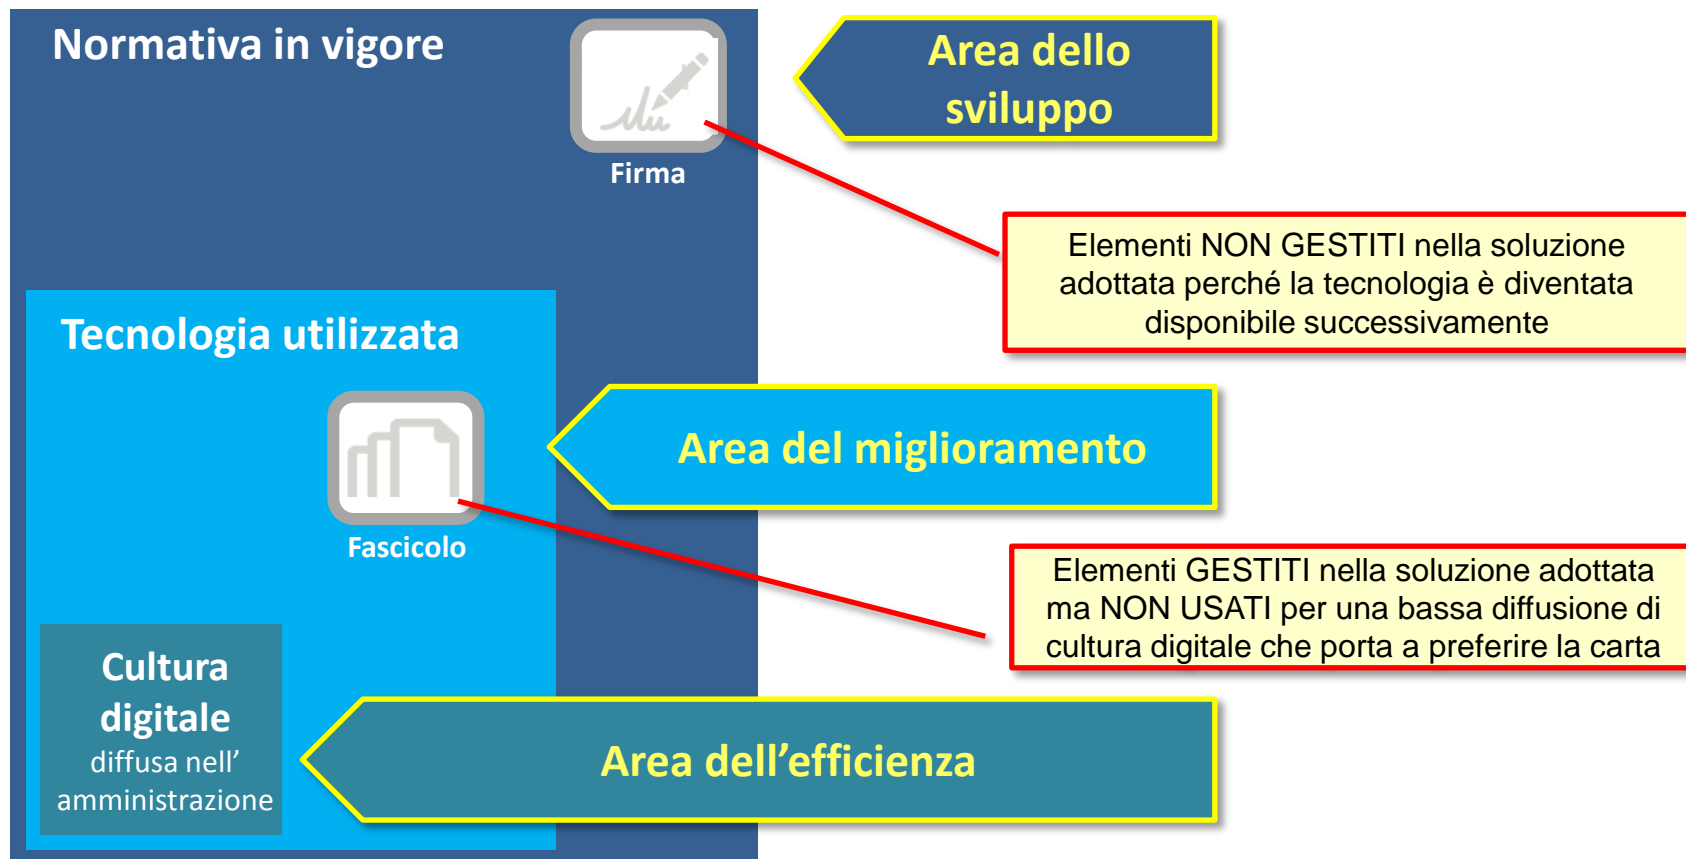 Normativa in vigore
Firma
Area dello
sviluppo
Elementi NON GESTITI nella soluzione
adottata perché la tecnologia è diventata
disponibile successivamente
Tecnologia utilizzata
Fascicolo
Area del miglioramento
Elementi GESTITI nella soluzione adottata
ma NON USATI per una bassa diffusione di
cultura digitale che porta a preferire la carta
Cultura
digitale
diffusa nell’
amministrazione
Area dell’efficienza